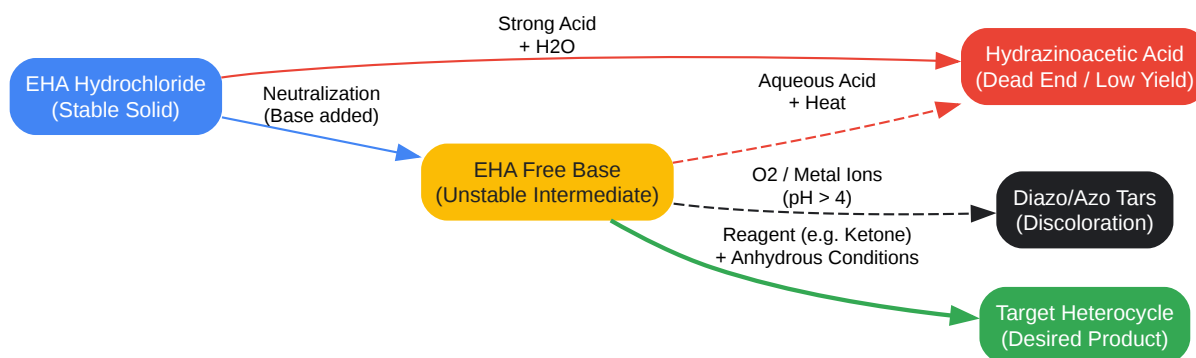 Strong Acid
+ H2O
EHA Hydrochloride
(Stable Solid)
Neutralization
(Base added)
Hydrazinoacetic Acid
(Dead End / Low Yield)
Aqueous Acid
+ Heat
EHA Free Base
(Unstable Intermediate)
O2 / Metal Ions
(pH > 4)
Diazo/Azo Tars
(Discoloration)
Reagent (e.g. Ketone)
+ Anhydrous Conditions
Target Heterocycle
(Desired Product)